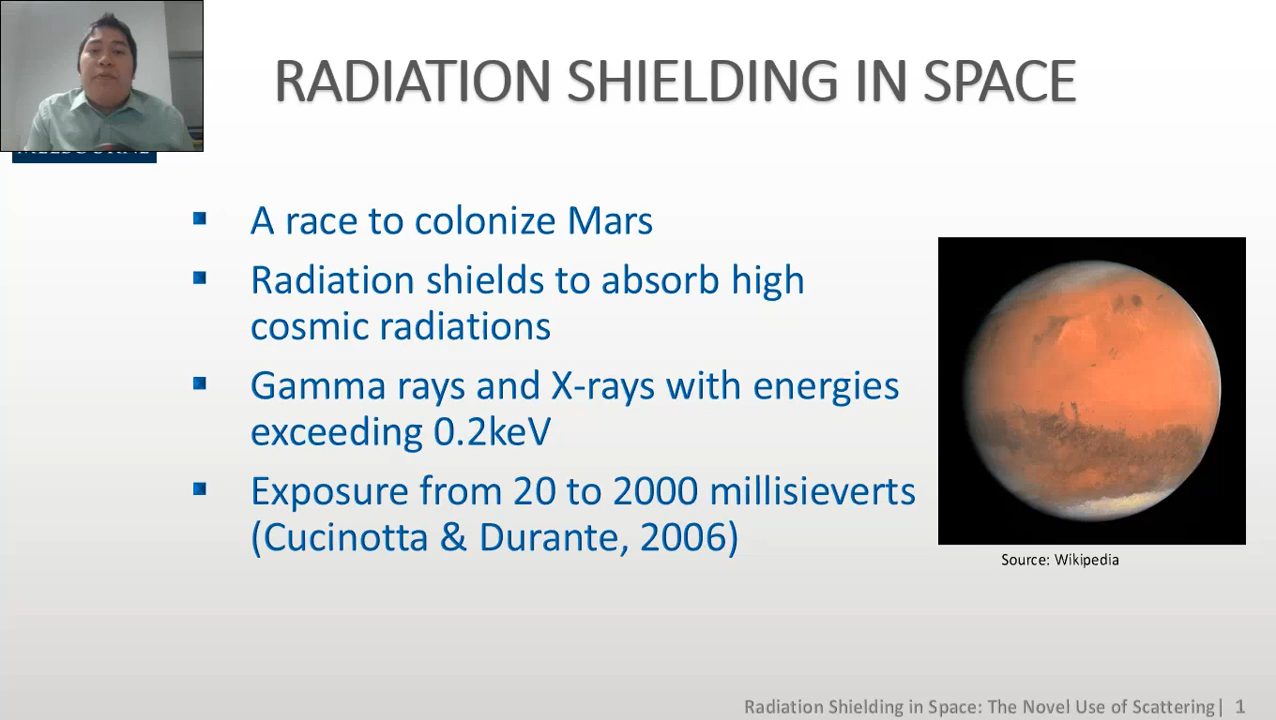 RADIATION SHIELDING IN SPACE
▪ A race to colonize Mars
▪ Radiation shields to absorb high
cosmic radiations
▪ Gamma rays and X-rays with energies
exceeding 0.2keV
▪ Exposure from 20 to 2000 millisieverts
(Cucinotta & Durante, 2006)
Source: Wikipedia
Radiation Shielding in Space: The Novel Use of Scattering| 1